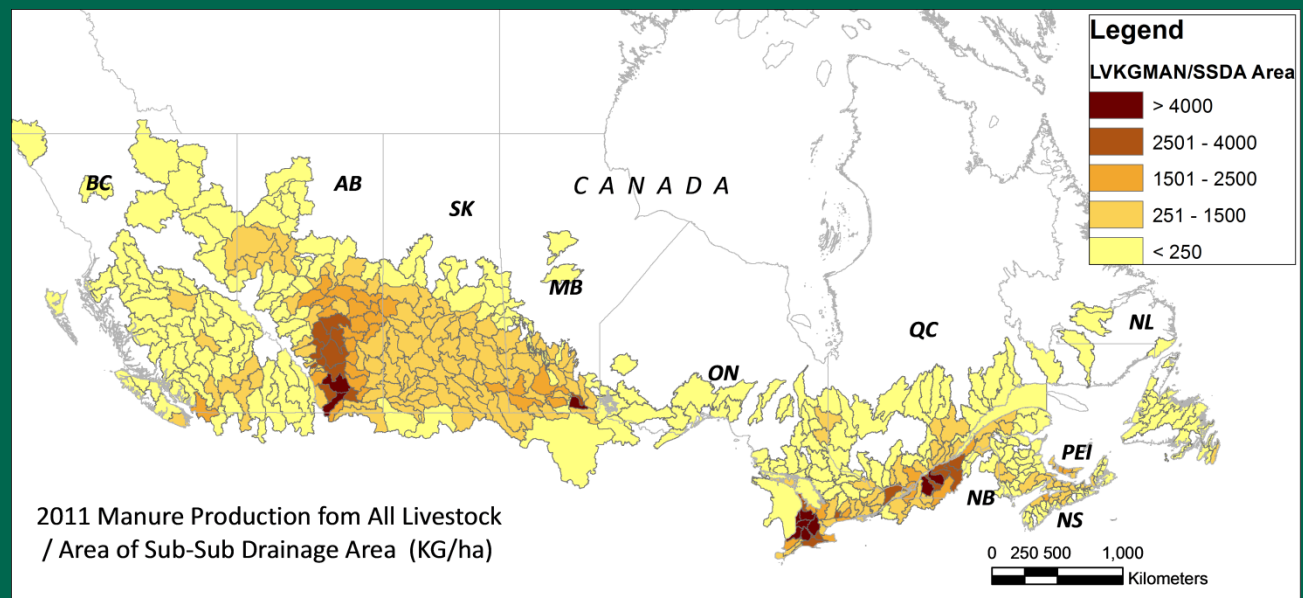 Legend
LVKGMAN/SSDA Area
> 4000
2501 - 4000
1501 - 2500
251 - 1500
< 250
BC
AB
SK
C A N A D A
MB
ON
QC
NL
PEI
NB
NS
2011 Manure Production fom All Livestock
/ Area of Sub-Sub Drainage Area (KG/ha)
0 250 500 1,000
Kilometers